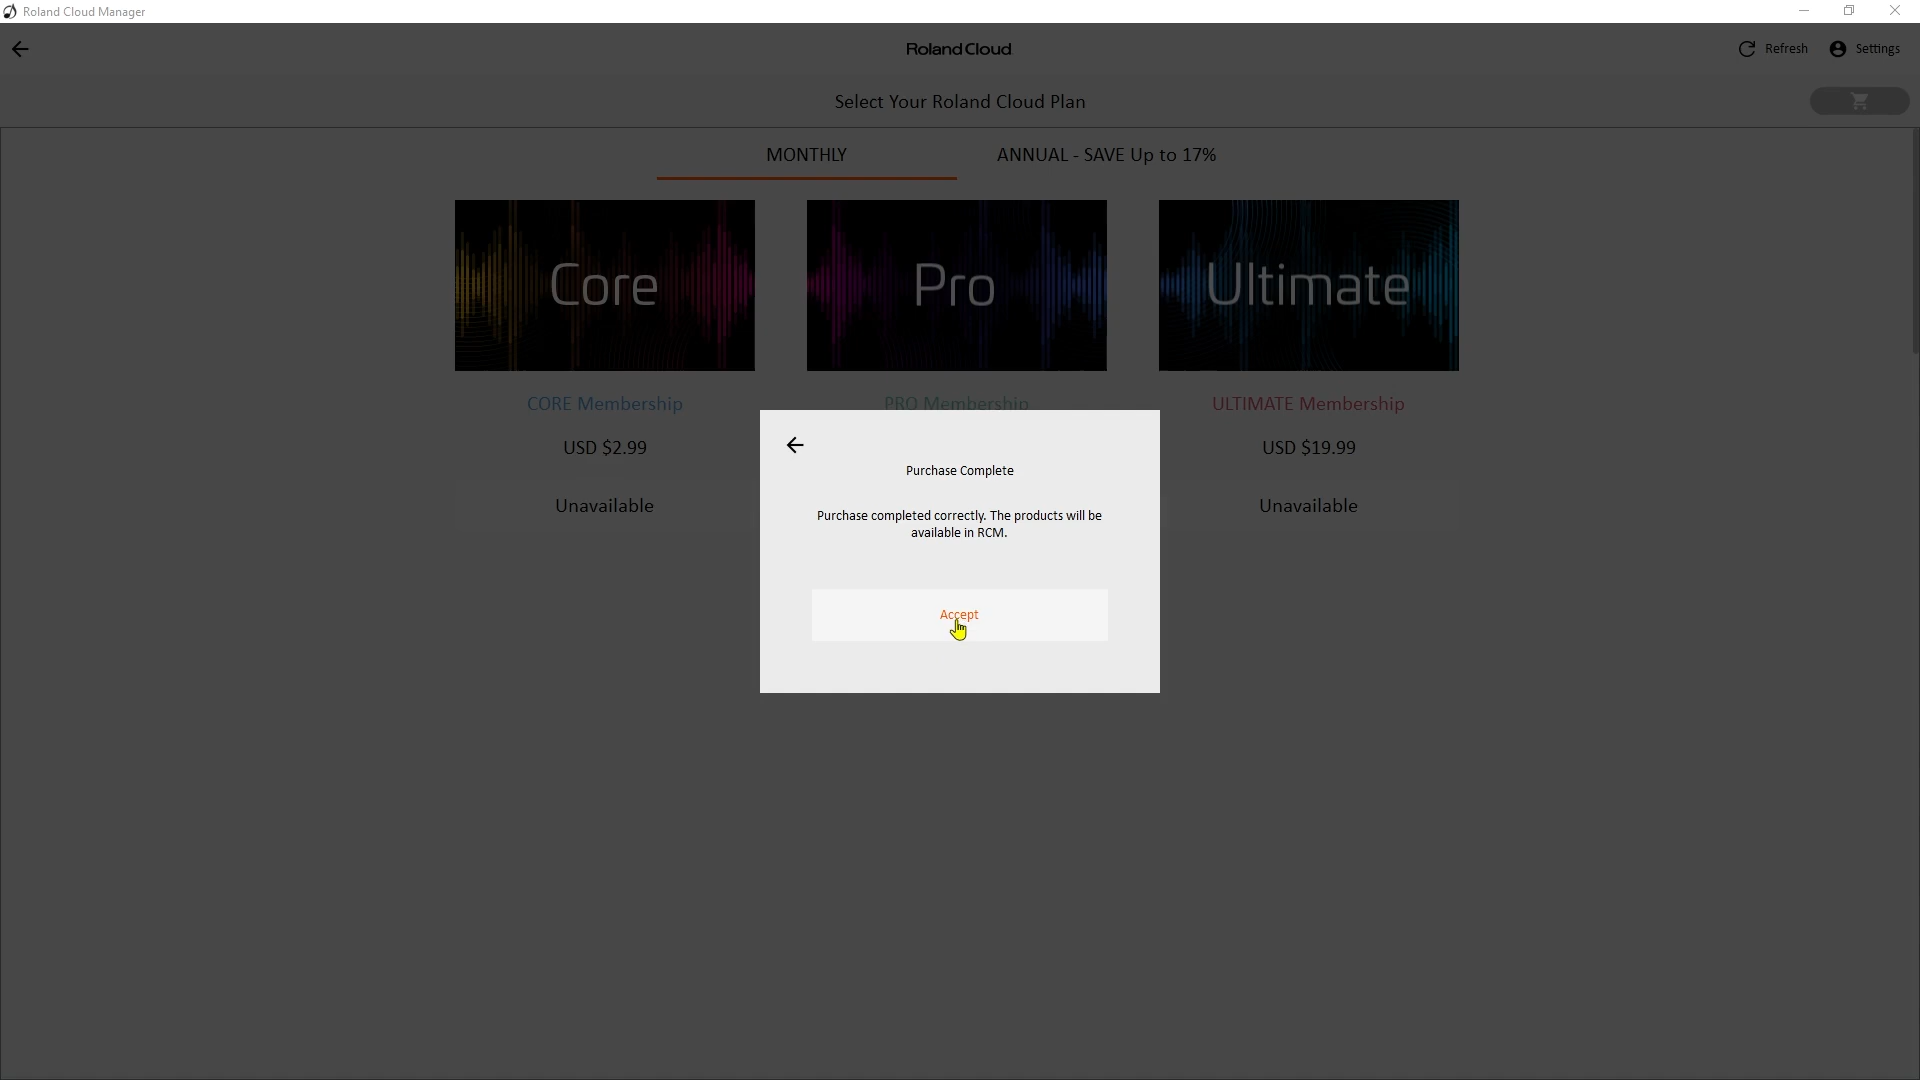 Roland Cloud Manager
Roland Cloud
Refresh
Settings
Select Your Roland Cloud Plan
MONTHLY
ANNUAL - SAVE Up to 17%
Core
Pro
Ultimate
CORE Membership
PRO Membership
ULTIMATE Membership
USD $2.99
USD $19.99
Unavailable
Unavailable
Purchase Complete
Purchase completed correctly. The products will be
available in RCM.
Accept